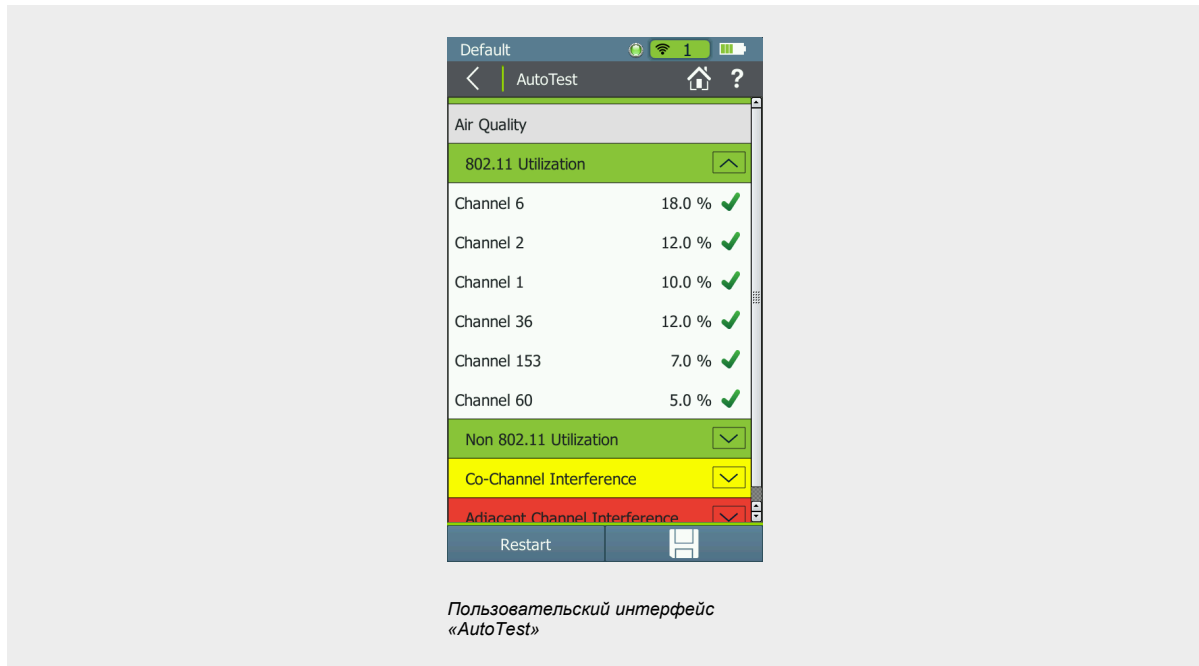 Default 1
AutoTest ?
Air Quality
802.11 Utilization
Channel 6 18.0 %
Channel 2 12.0 %
Channel 1 10.0 %
Channel 36 12.0 %
Channel 153 7.0 %
Channel 60 5.0 %
Non 802.11 Utilization
Co-Channel Interference
Adjacent Channel Interference
Restart
Пользовательский интерфейс
«AutoTest»